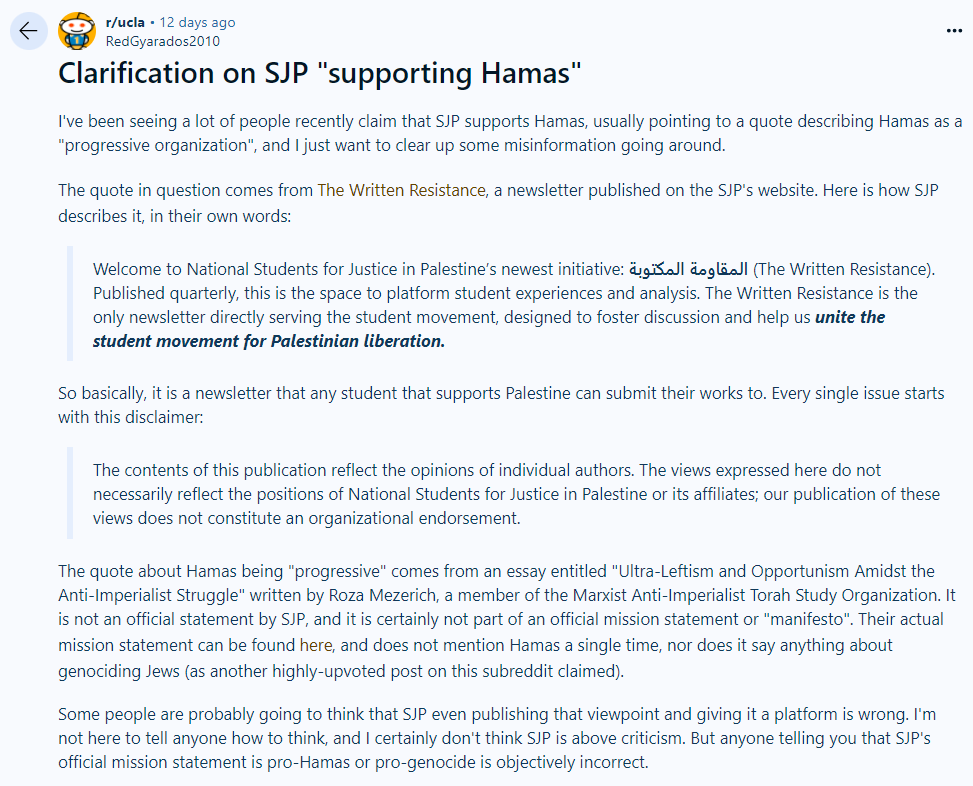 r/ucla • 12 days ago
RedGyarados2010
Clarification on SJP "supporting Hamas"
I've been seeing a lot of people recently claim that SJP supports Hamas, usually pointing to a quote describing Hamas as a
"progressive organization", and I just want to clear up some misinformation going around.
The quote in question comes from The Written Resistance, a newsletter published on the SJP's website. Here is how SJP
describes it, in their own words:
Welcome to National Students for Justice in Palestine’s newest initiative: المقاومة المكتوبة (The Written Resistance).
Published quarterly, this is the space to platform student experiences and analysis. The Written Resistance is the
only newsletter directly serving the student movement, designed to foster discussion and help us unite the
student movement for Palestinian liberation.
So basically, it is a newsletter that any student that supports Palestine can submit their works to. Every single issue starts
with this disclaimer:
The contents of this publication reflect the opinions of individual authors. The views expressed here do not
necessarily reflect the positions of National Students for Justice in Palestine or its affiliates; our publication of these
views does not constitute an organizational endorsement.
The quote about Hamas being "progressive" comes from an essay entitled "Ultra-Leftism and Opportunism Amidst the
Anti-Imperialist Struggle" written by Roza Mezerich, a member of the Marxist Anti-Imperialist Torah Study Organization. It
is not an official statement by SJP, and it is certainly not part of an official mission statement or "manifesto". Their actual
mission statement can be found here, and does not mention Hamas a single time, nor does it say anything about
genociding Jews (as another highly-upvoted post on this subreddit claimed).
Some people are probably going to think that SJP even publishing that viewpoint and giving it a platform is wrong. I'm
not here to tell anyone how to think, and I certainly don't think SJP is above criticism. But anyone telling you that SJP's
official mission statement is pro-Hamas or pro-genocide is objectively incorrect.